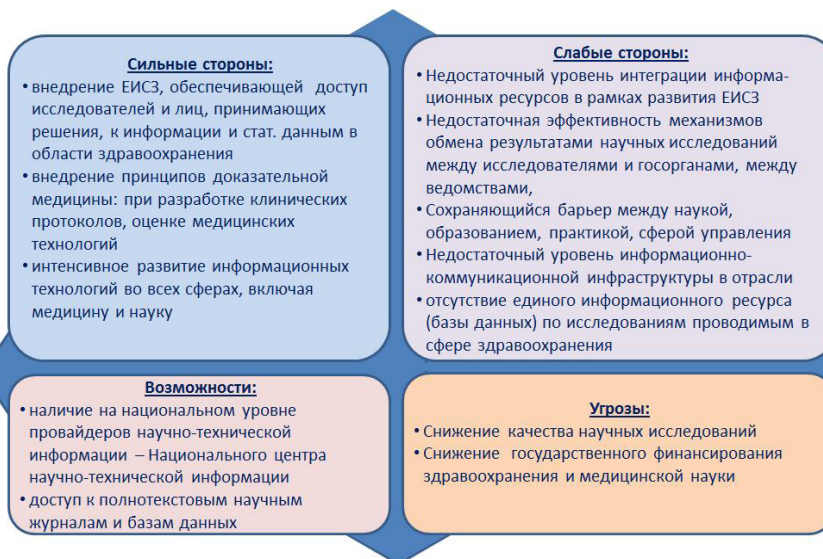 Сильные стороны:
• внедрение ЕИСЗ, обеспечивающей доступ
исследователей и лиц, принимающих
решения, к информации и стат. данным в
области здравоохранения
• внедрение принципов доказательной
медицины: при разработке клинических
протоколов, оценке медицинских
технологий
• интенсивное развитие информационных
технологий во всех сферах, включая
медицину и науку
Слабые стороны:
• Недостаточный уровень интеграции информа-
ционных ресурсов в рамках развития ЕИСЗ
• Недостаточная эффективность механизмов
обмена результатами научных исследований
между исследователями и госорганами, между
ведомствами,
• Сохраняющийся барьер между наукой,
образованием, практикой, сферой управления
• Недостаточный уровень информационно-
коммуникационной инфраструктуры в отрасли
• отсутствие единого информационного ресурса
(базы данных) по исследованиям проводимым в
сфере здравоохранения
Возможности:
• наличие на национальном уровне
провайдеров научно-технической
информации – Национального центра
научно-технической информации
• доступ к полнотекстовым научным
журналам и базам данных
Угрозы:
• Снижение качества научных исследований
• Снижение государственного финансирования
здравоохранения и медицинской науки